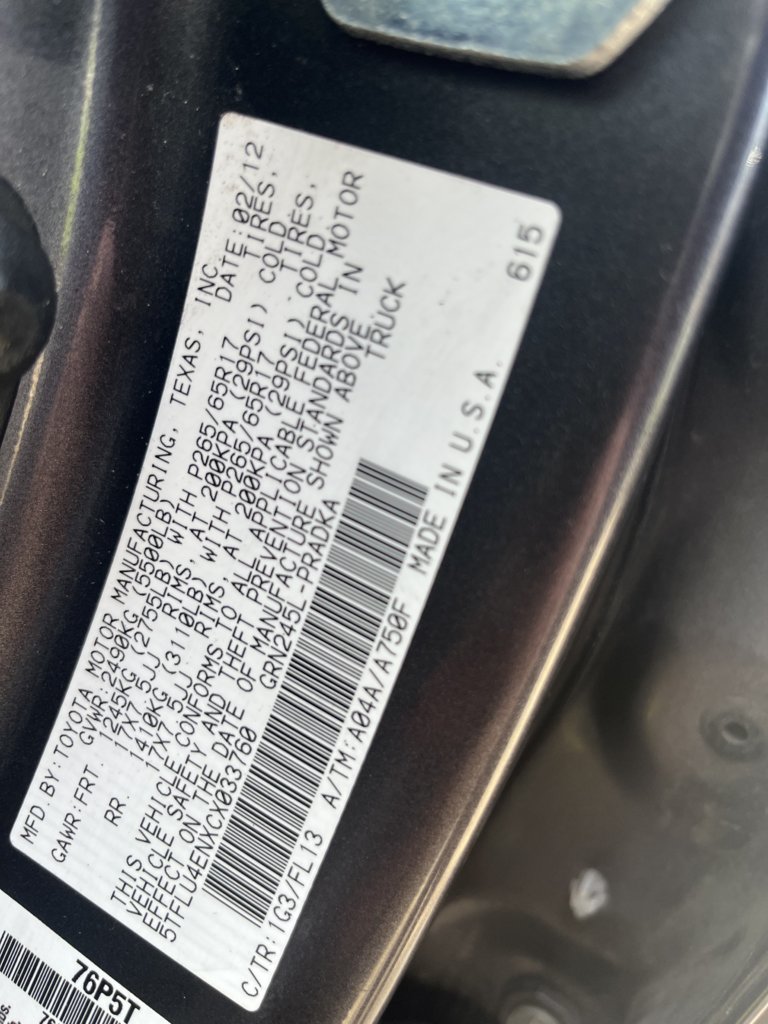 MFD. BY: TOYOTA MOTOR MANUFACTURING, TEXAS, INC. DATE: 02/12
GVWR: 2490KG (5500LB)
GAWR: FRT. 1245KG (2755LB) WITH P265/65R17 TIRES,
17X7.5JJ RIMS, AT 200KPA (29PSI) COLD
RR. 1410KG (3110LB) WITH P265/65R17 TIRES,
17X7.5JJ RIMS, AT 200KPA (29PSI) COLD
THIS VEHICLE CONFORMS TO ALL APPLICABLE FEDERAL MOTOR
VEHICLE SAFETY AND THEFT PREVENTION STANDARDS IN
EFFECT ON THE DATE OF MANUFACTURE SHOWN ABOVE.
5TFLU4ENXCX033760 GRN245L-PRADKA TRUCK
C/TR: 1G3/FL13 A/TM: A04A/A750F MADE IN U.S.A. 615
76P5T